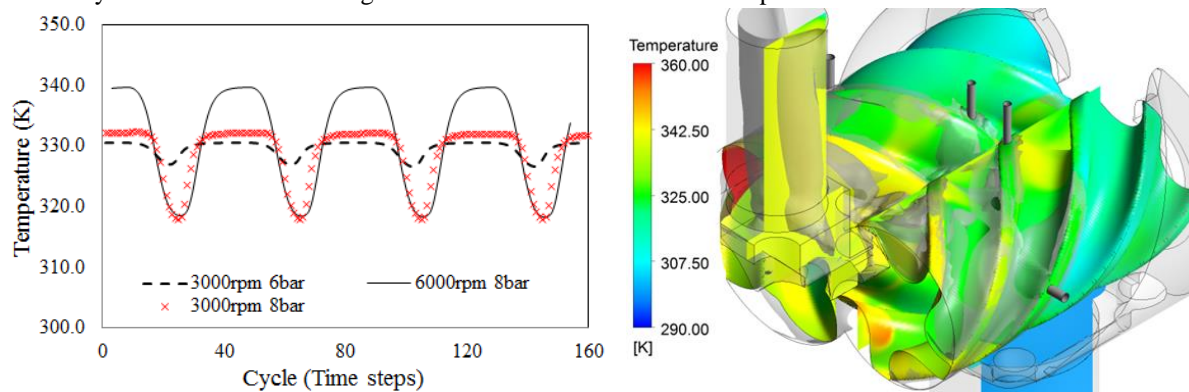 350.0
340.0
330.0
320.0
310.0
300.0
Temperature (K)
3000rpm 6bar
6000rpm 8bar
3000rpm 8bar
0
40
80
120
160
Cycle (Time steps)
Temperature
360.00
342.50
325.00
307.50
290.00
[K]